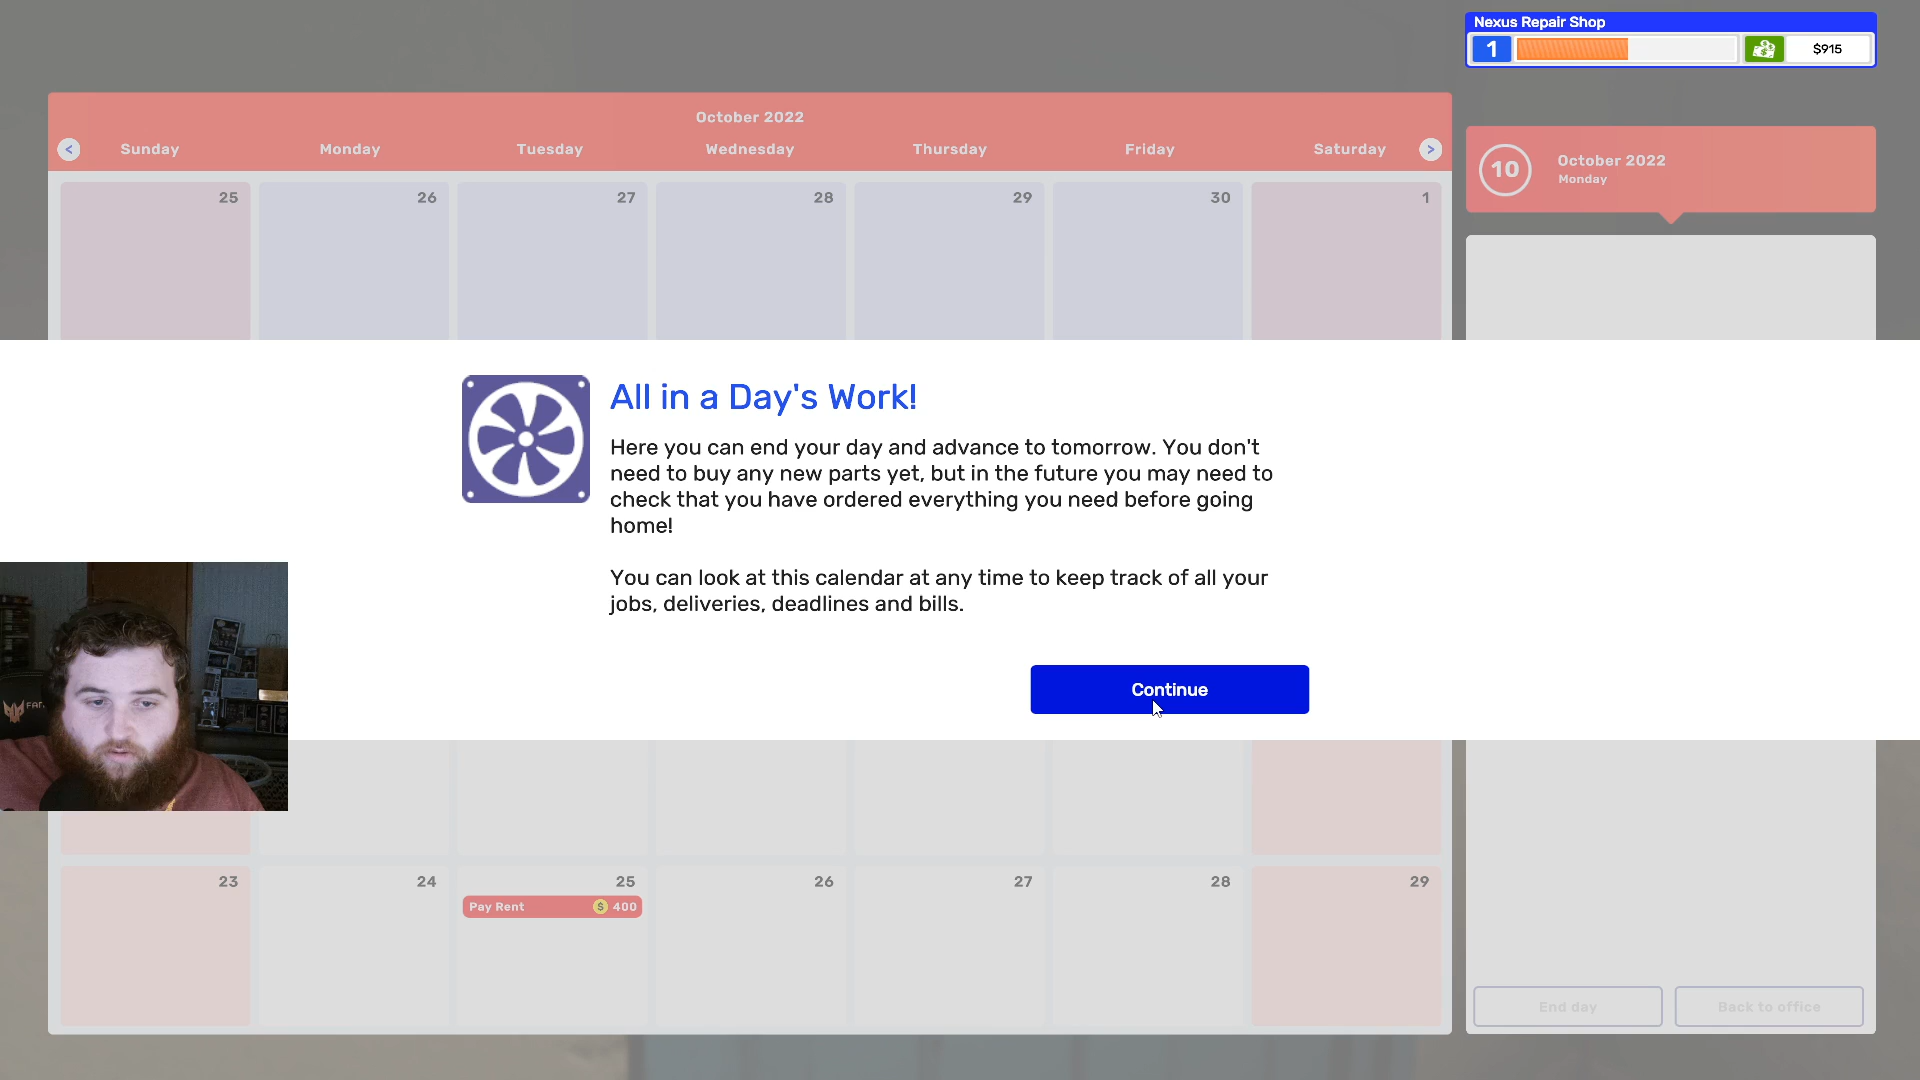 Nexus Repair Shop
1
$915
October 2022
< Sunday Monday Tuesday Wednesday Thursday Friday Saturday >
10
October 2022
Monday
25 26 27 28 29 30 1
All in a Day's Work!
Here you can end your day and advance to tomorrow. You don't
need to buy any new parts yet, but in the future you may need to
check that you have ordered everything you need before going
home!
You can look at this calendar at any time to keep track of all your
jobs, deliveries, deadlines and bills.
Continue
23 24 25 26 27 28 29
Pay Rent $ 400
End day
Back to office